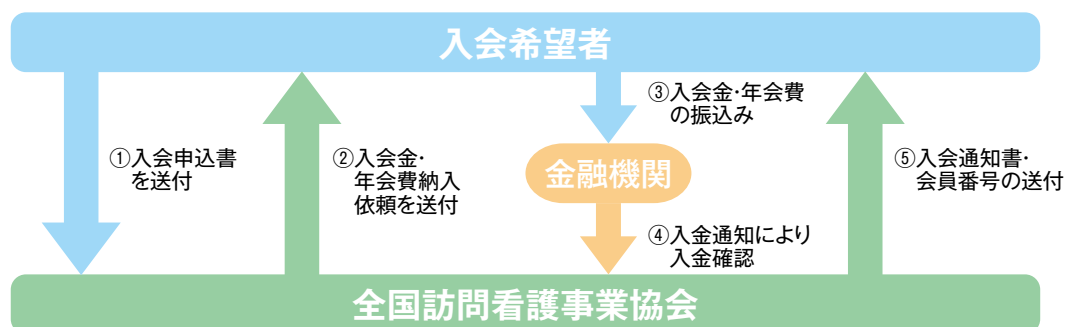 入会希望者
①入会申込書
を送付
②入会金・
年会費納入
依頼を送付
③入会金・年会費
の振込み
金融機関
④入金通知により
入金確認
⑤入会通知書・
会員番号の送付
全国訪問看護事業協会